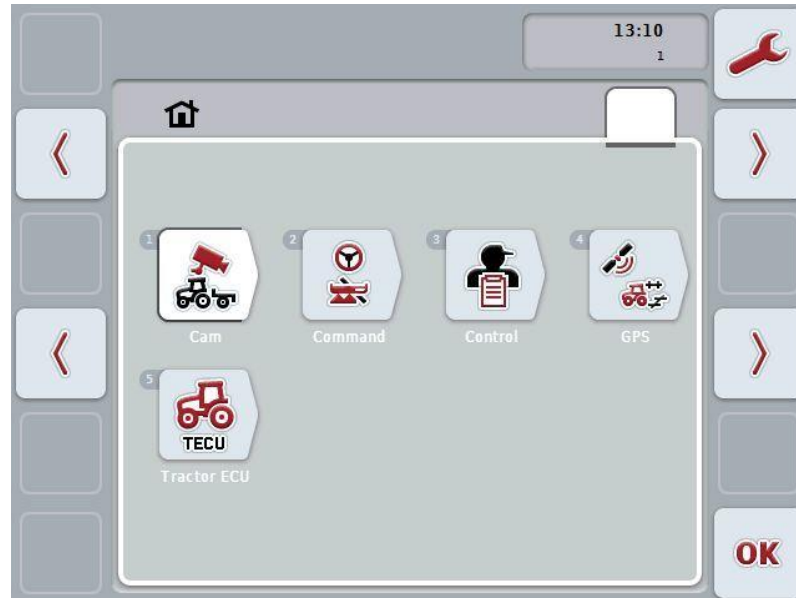 13:10
1
1
2
3
4
Cam
Command
Control
GPS
5
TECU
Tractor ECU
OK